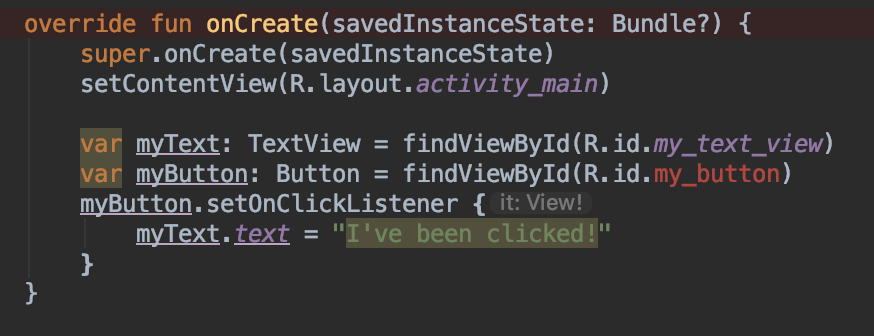 override fun onCreate(savedInstanceState: Bundle?) {
    super.onCreate(savedInstanceState)
    setContentView(R.layout.activity_main)

    var myText: TextView = findViewById(R.id.my_text_view)
    var myButton: Button = findViewById(R.id.my_button)
    myButton.setOnClickListener { it: View!
        myText.text = "I've been clicked!"
    }
}